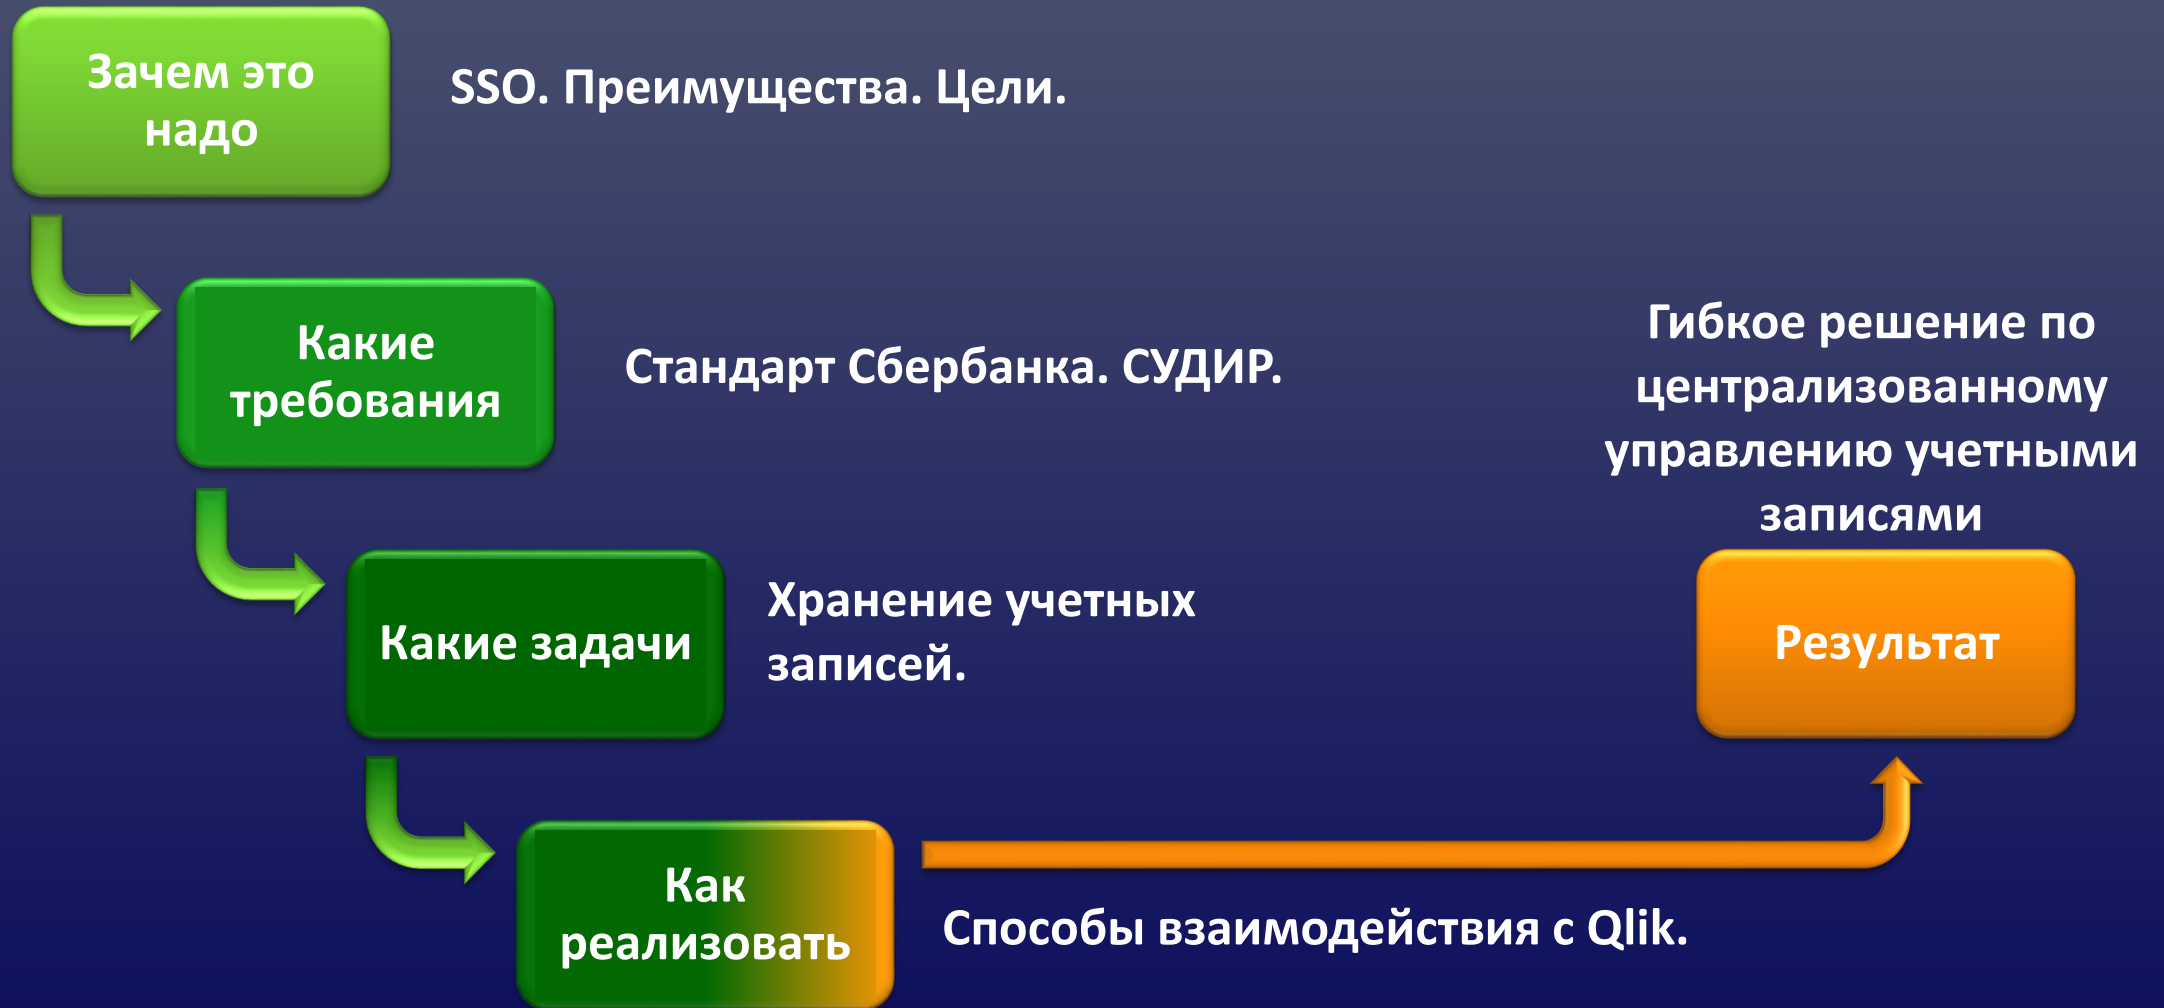 Зачем это
надо
SSO. Преимущества. Цели.
Какие
требования
Стандарт Сбербанка. СУДИР.
Какие задачи
Хранение учетных
записей.
Как
реализовать
Способы взаимодействия с Qlik.
Гибкое решение по
централизованному
управлению учетными
записями
Результат